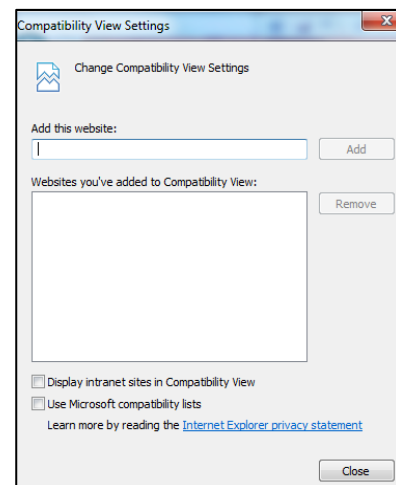 Compatibility View Settings
Change Compatibility View Settings
Add this website:
Add
Websites you've added to Compatibility View:
Remove
Display intranet sites in Compatibility View
Use Microsoft compatibility lists
Learn more by reading the Internet Explorer privacy statement
Close